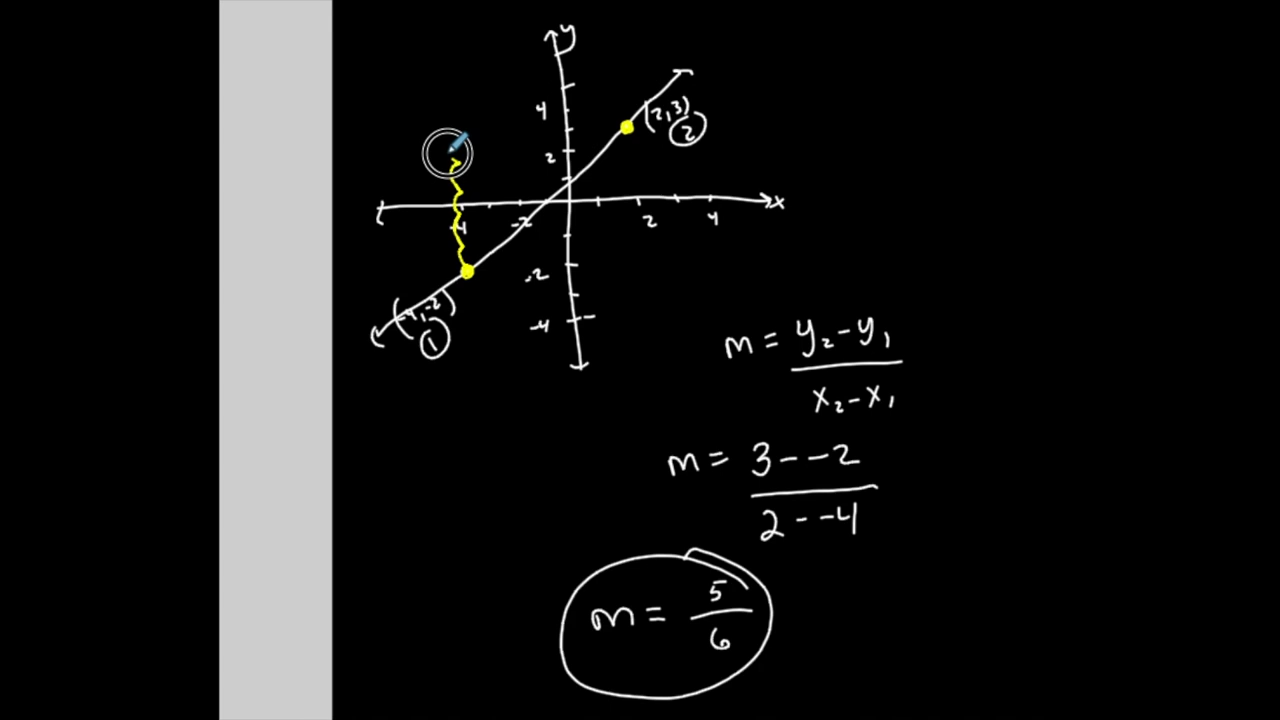 y
4
(2,3)
2
2
x
-4
-2
2
4
-2
(-4,-2)
1
-4
m = y₂-y₁
x₂-x₁
m = 3--2
2--4
m = 5
6